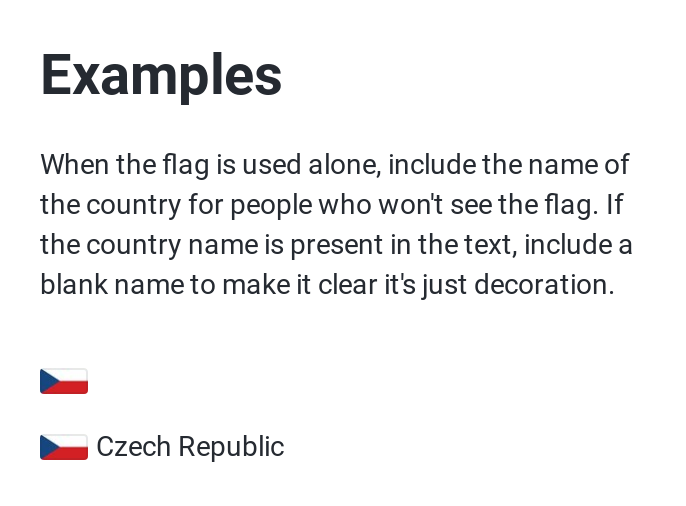 Examples
When the flag is used alone, include the name of
the country for people who won't see the flag. If
the country name is present in the text, include a
blank name to make it clear it's just decoration.
Czech Republic